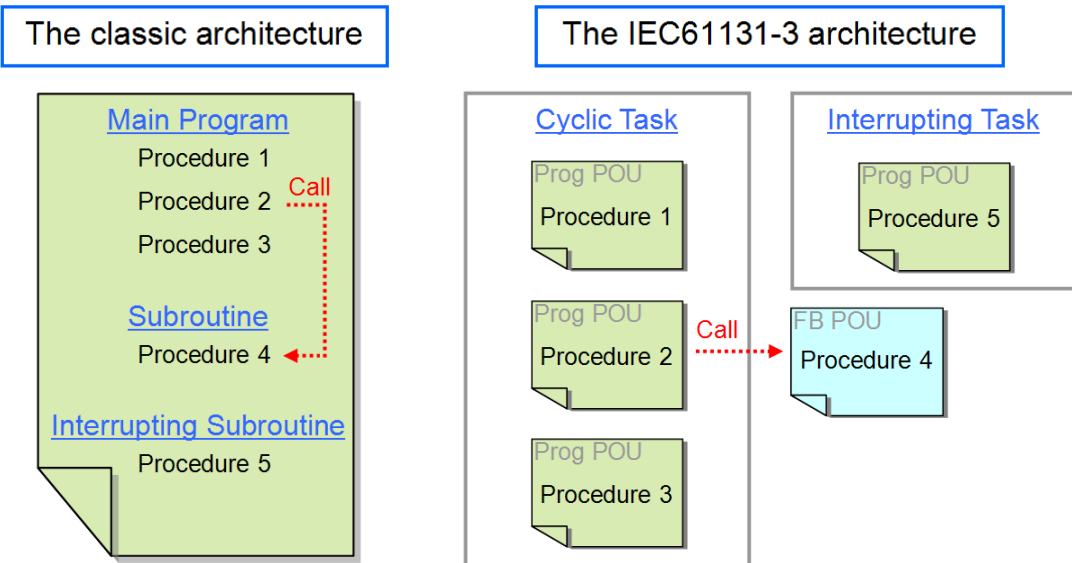 The classic architecture
Main Program
Procedure 1
Procedure 2
Call
Procedure 3
Subroutine
Procedure 4
Interrupting Subroutine
Procedure 5
The IEC61131-3 architecture
Cyclic Task
Prog POU
Procedure 1
Prog POU
Procedure 2
Call
Prog POU
Procedure 3
Interrupting Task
Prog POU
Procedure 5
FB POU
Procedure 4